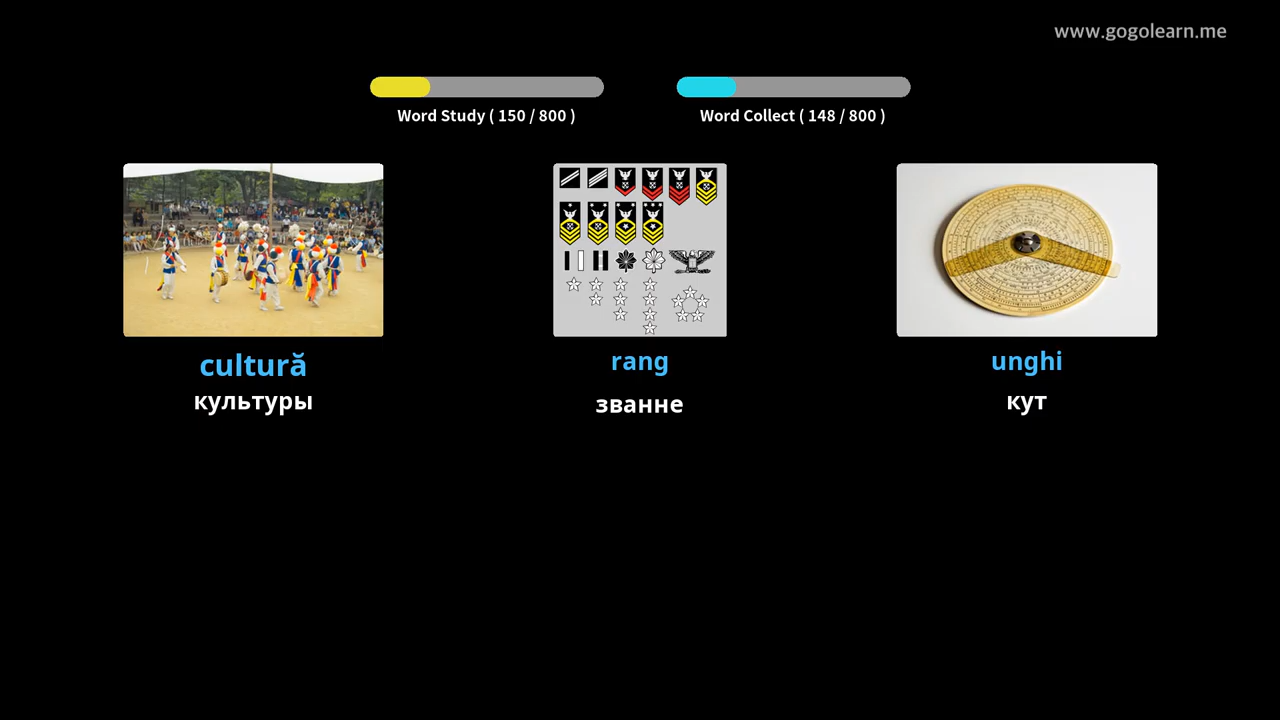 www.gogolearn.me
Word Study ( 150 / 800 )
Word Collect ( 148 / 800 )
cultură
культуры
rang
званне
unghi
кут